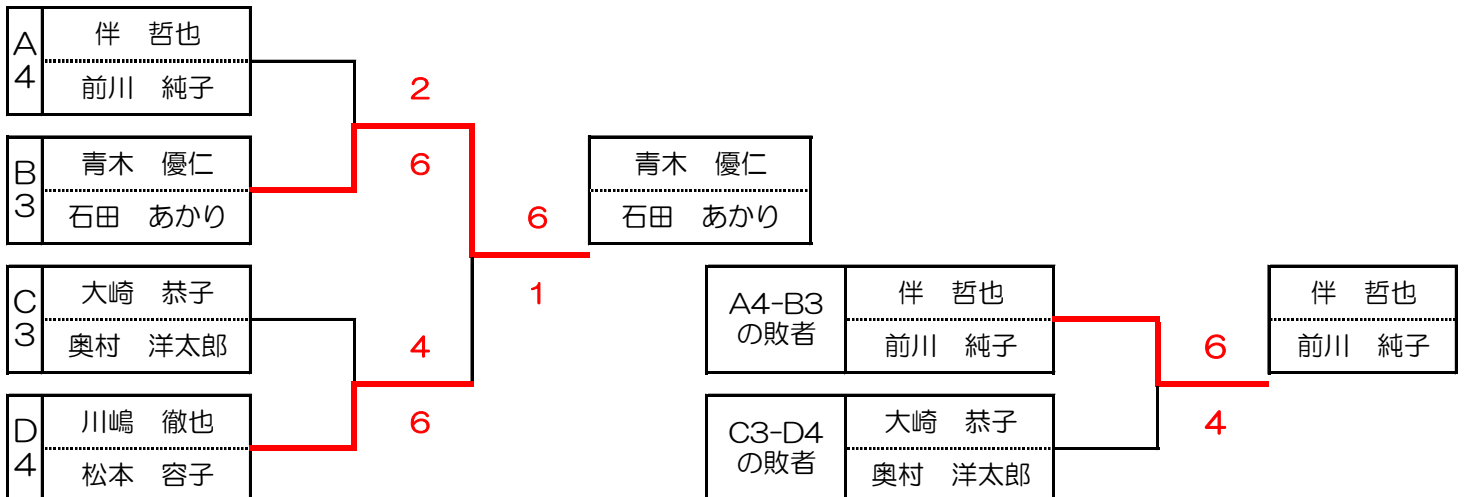 A4
伴　哲也
前川　純子
2
B3
青木　優仁
石田　あかり
6
6
青木　優仁
石田　あかり
1
C3
大崎　恭子
奥村　洋太郎
4
D4
川嶋　徹也
松本　容子
6
A4-B3
の敗者
伴　哲也
前川　純子
6
伴　哲也
前川　純子
C3-D4
の敗者
大崎　恭子
奥村　洋太郎
4